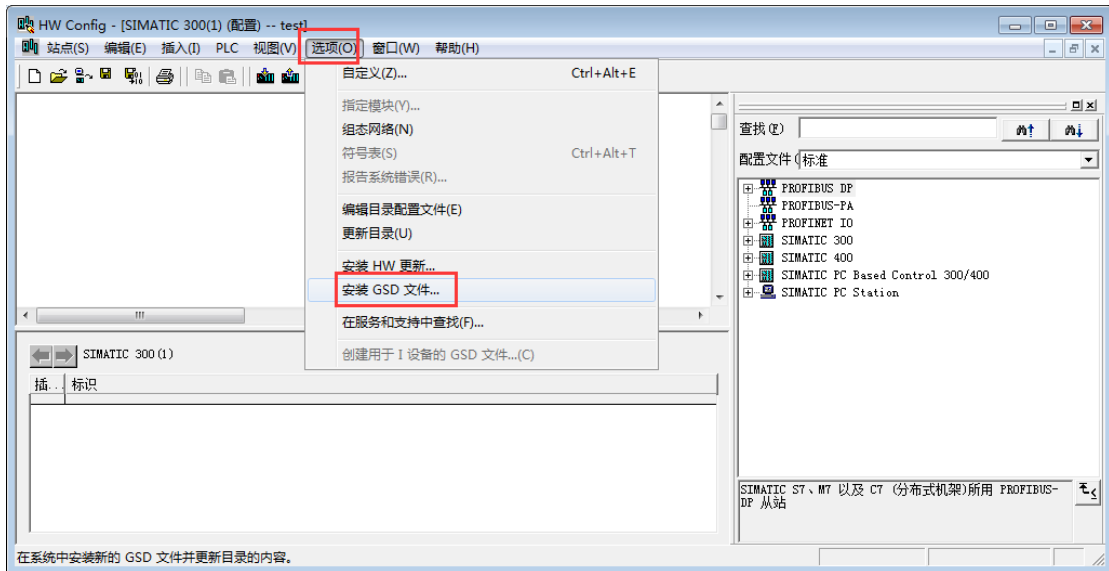 HW Config - [SIMATIC 300(1) (配置) -- test]
站点(S) 编辑(E) 插入(I) PLC 视图(V) 选项(O) 窗口(W) 帮助(H)
自定义(Z)... Ctrl+Alt+E
指定模块(Y)...
组态网络(N)
符号表(S) Ctrl+Alt+T
报告系统错误(R)...
编辑目录配置文件(E)
更新目录(U)
安装 HW 更新...
安装 GSD 文件...
在服务和支持中查找(F)...
创建用于 I 设备的 GSD 文件...(C)
查找(F)
配置文件( 标准
PROFIBUS DP
PROFIBUS-PA
PROFINET IO
SIMATIC 300
SIMATIC 400
SIMATIC PC Based Control 300/400
SIMATIC PC Station
SIMATIC 300(1)
插... 标识
SIMATIC S7、M7 以及 C7 (分布式机架)所用 PROFIBUS-
DP 从站
在系统中安装新的 GSD 文件并更新目录的内容。